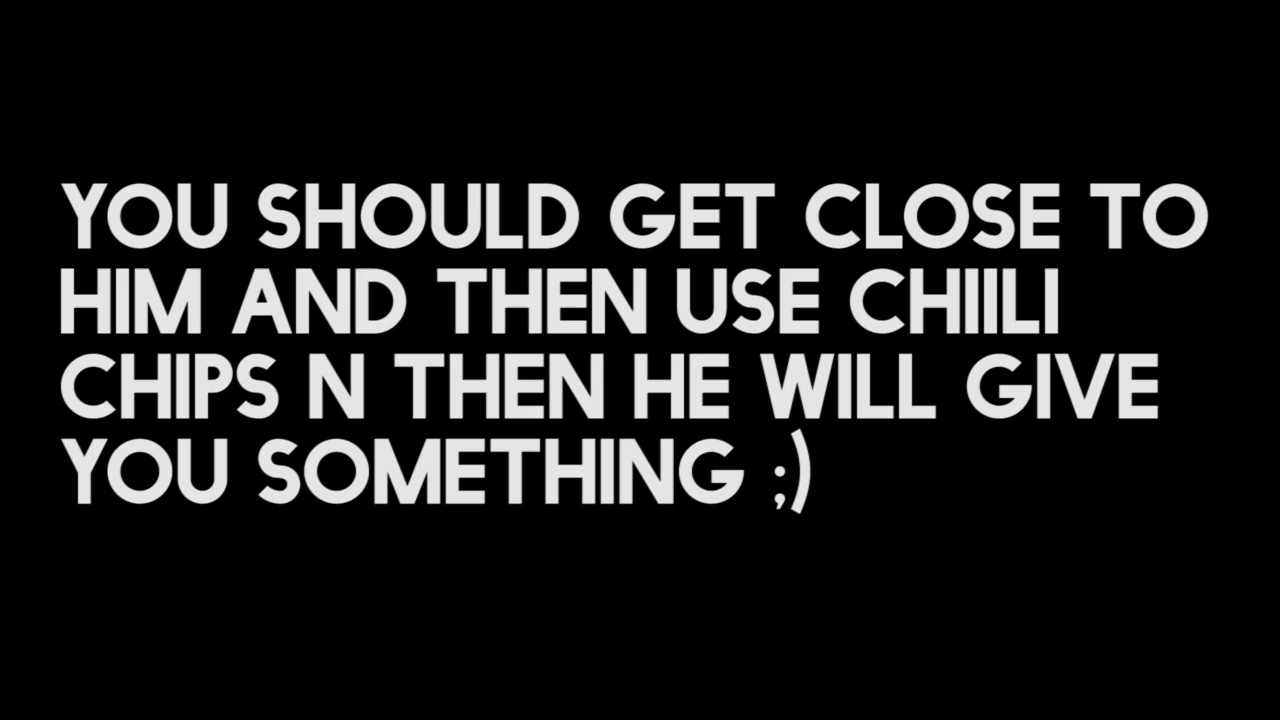 YOU SHOULD GET CLOSE TO
HIM AND THEN USE CHIILI
CHIPS N THEN HE WILL GIVE
YOU SOMETHING ;)